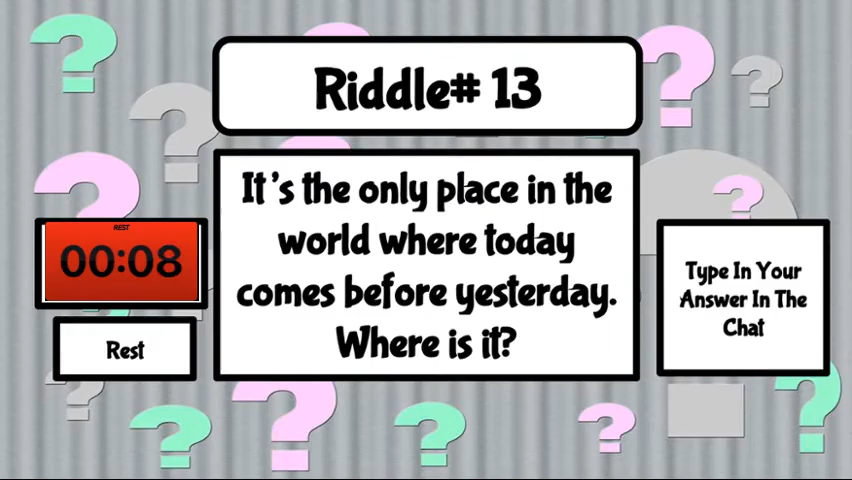 Riddle# 13
It's the only place in the
world where today
comes before yesterday.
Where is it?
REST
00:08
Rest
Type In Your
Answer In The
Chat